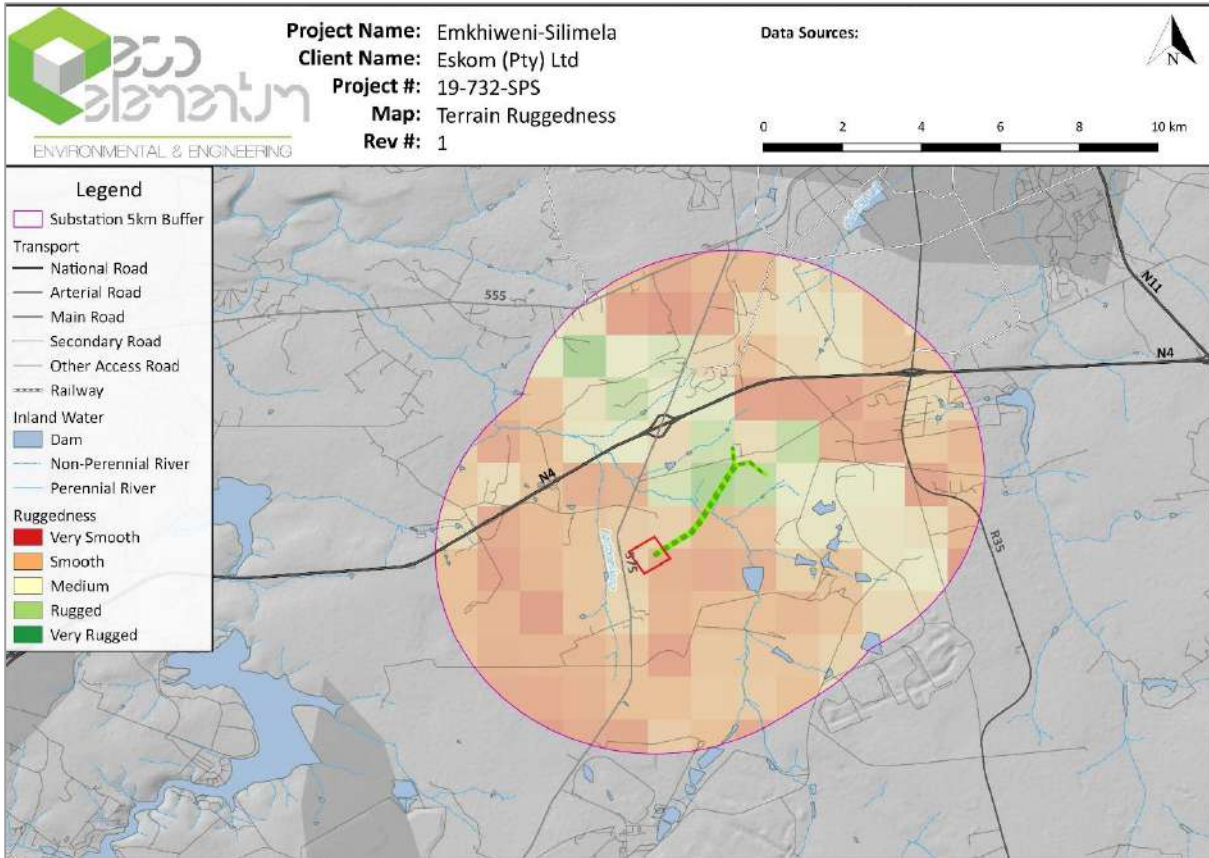 eco elementum
ENVIRONMENTAL & ENGINEERING
Project Name: Emkhiweni-Silimela
Client Name: Eskom (Pty) Ltd
Project #: 19-732-SPS
Map: Terrain Ruggedness
Rev #: 1
Data Sources:
N
0 2 4 6 8 10 km
Legend
Substation 5km Buffer
Transport
National Road
Arterial Road
Main Road
Secondary Road
Other Access Road
Railway
Inland Water
Dam
Non-Perennial River
Perennial River
Ruggedness
Very Smooth
Smooth
Medium
Rugged
Very Rugged
555
N11
N4
N4
575
R35